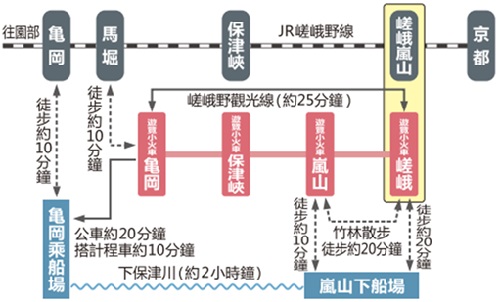 往園部
亀岡
馬堀
保津峽
JR嵯峨野線
嵯峨嵐山
京都
徒步約10分鐘
徒步約10分鐘
嵯峨野觀光線(約25分鐘)
遊覽小火車
亀岡
遊覽小火車
保津峽
遊覽小火車
嵐山
遊覽小火車
嵯峨
亀岡乘船場
公車約20分鐘
搭計程車約10分鐘
徒步約10分鐘
竹林散步
徒步約20分鐘
徒步約20分鐘
下保津川(約2小時鐘)
嵐山下船場